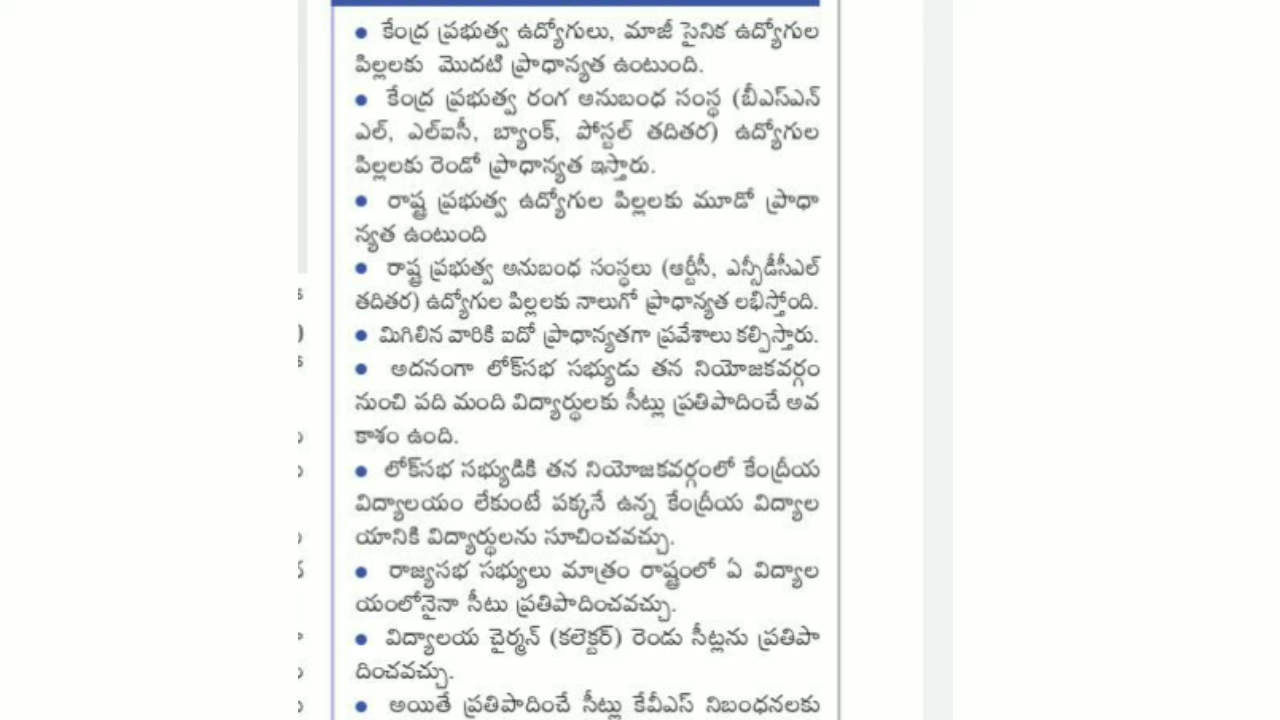 • కేంద్ర ప్రభుత్వ ఉద్యోగులు, మాజీ సైనిక ఉద్యోగుల
పిల్లలకు మొదటి ప్రాధాన్యత ఉంటుంది.
• కేంద్ర ప్రభుత్వ రంగ అనుబంధ సంస్థ (బీఎస్ఎన్
ఎల్, ఎల్ఐసీ, బ్యాంక్, పోస్టల్ తదితర) ఉద్యోగుల
పిల్లలకు రెండో ప్రాధాన్యత ఇస్తారు.
• రాష్ట్ర ప్రభుత్వ ఉద్యోగుల పిల్లలకు మూడో ప్రాధా
న్యత ఉంటుంది
• రాష్ట్ర ప్రభుత్వ అనుబంధ సంస్థలు (ఆర్టీసీ, ఎన్పీడీసీఎల్
తదితర) ఉద్యోగుల పిల్లలకు నాలుగో ప్రాధాన్యత లభిస్తోంది.
• మిగిలిన వారికి ఐదో ప్రాధాన్యతగా ప్రవేశాలు కల్పిస్తారు.
• అదనంగా లోక్‌సభ సభ్యుడు తన నియోజకవర్గం
నుంచి పది మంది విద్యార్థులకు సీట్లు ప్రతిపాదించే అవ
కాశం ఉంది.
• లోక్‌సభ సభ్యుడికి తన నియోజకవర్గంలో కేంద్రీయ
విద్యాలయం లేకుంటే పక్కనే ఉన్న కేంద్రీయ విద్యాల
యానికి విద్యార్థులను సూచించవచ్చు.
• రాజ్యసభ సభ్యులు మాత్రం రాష్ట్రంలో ఏ విద్యాల
యంలోనైనా సీటు ప్రతిపాదించవచ్చు.
• విద్యాలయ చైర్మన్ (కలెక్టర్) రెండు సీట్లను ప్రతిపా
దించవచ్చు.
• అయితే ప్రతిపాదించే సీట్లు కేవీఎస్ నిబంధనలకు